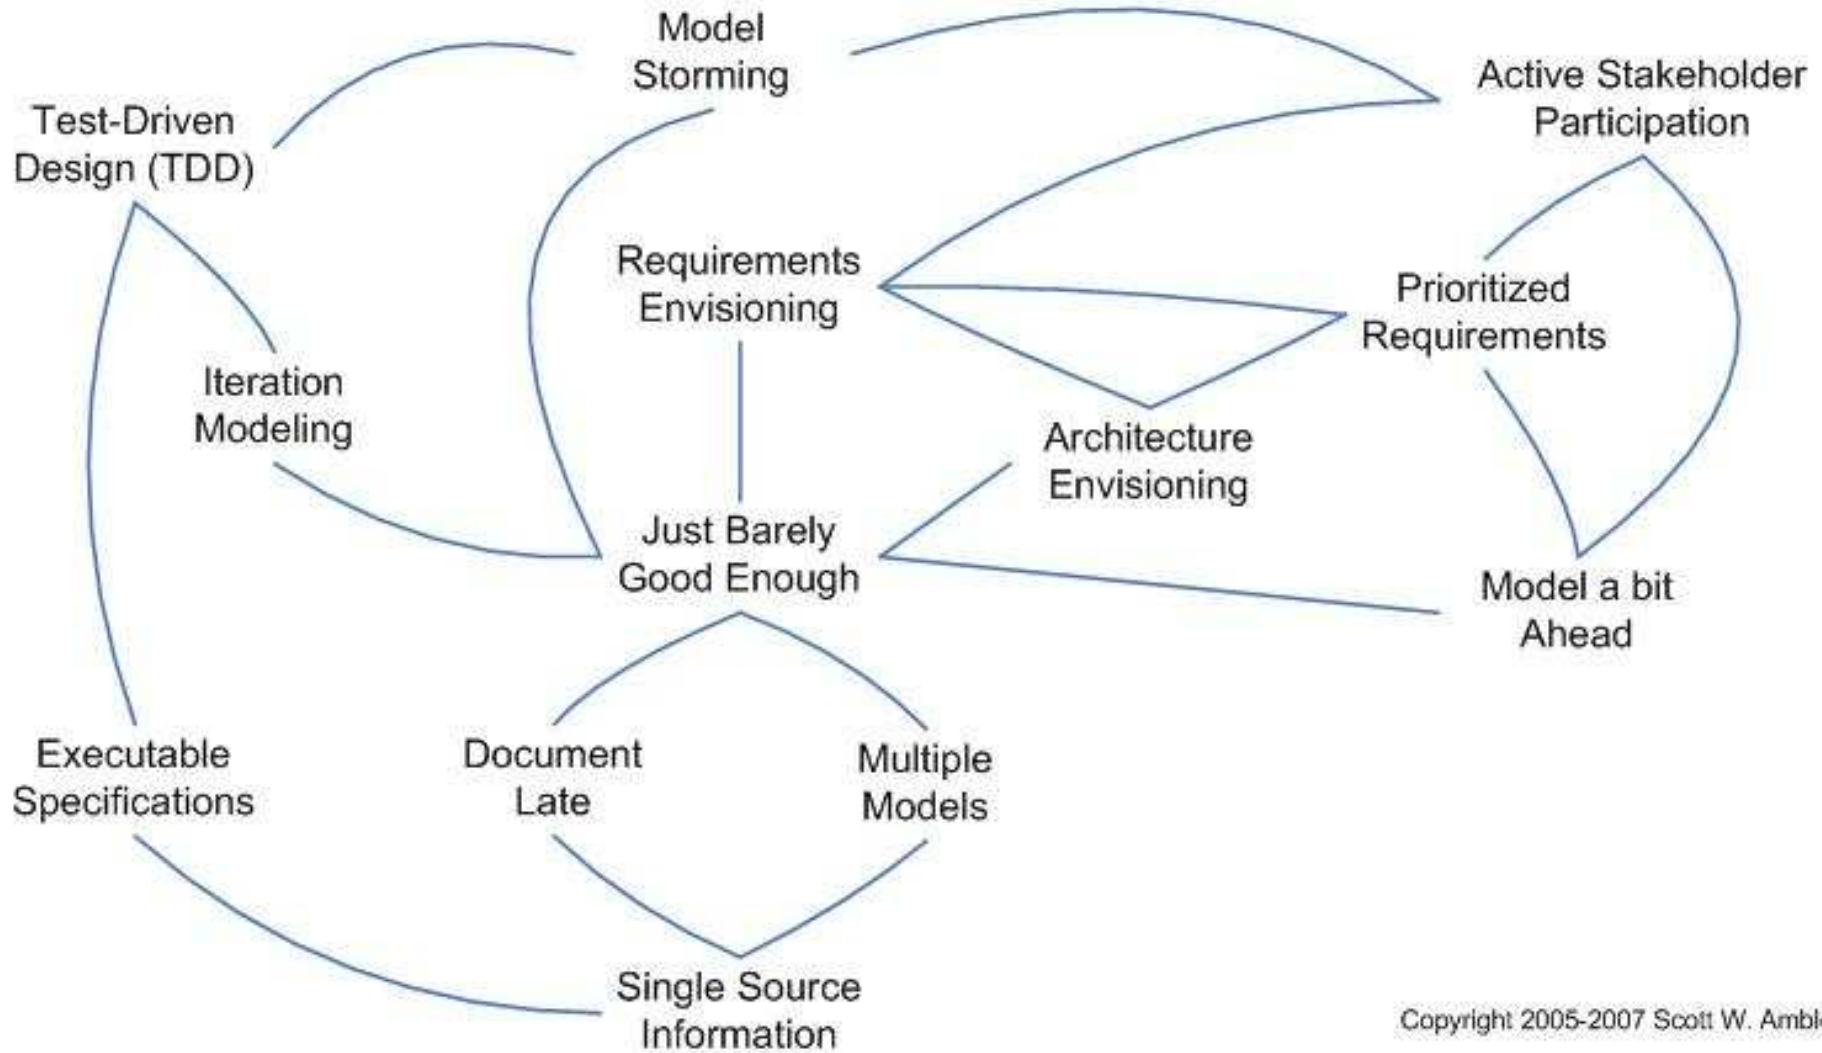 Model
Storming
Active Stakeholder
Participation
Test-Driven
Design (TDD)
Requirements
Envisioning
Prioritized
Requirements
Iteration
Modeling
Architecture
Envisioning
Just Barely
Good Enough
Model a bit
Ahead
Executable
Specifications
Document
Late
Multiple
Models
Single Source
Information
Copyright 2005-2007 Scott W.